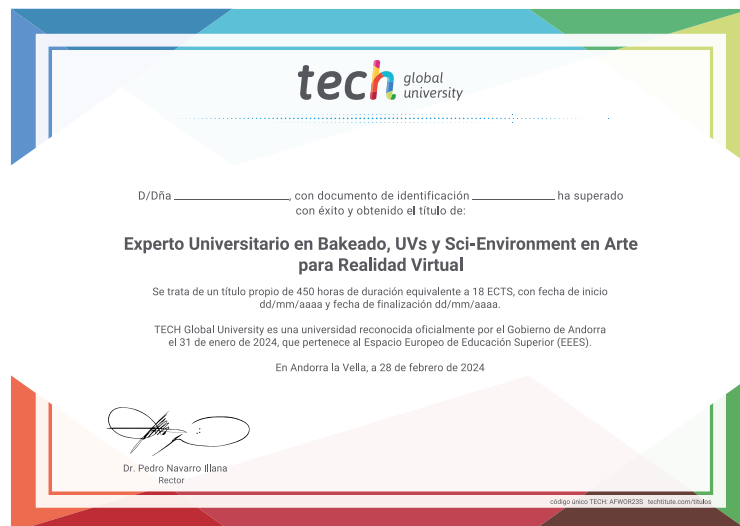 tech global university
D/Dña ____________, con documento de identificación ____________ ha superado
con éxito y obtenido el título de:
Experto Universitario en Bakeado, UVs y Sci-Environment en Arte
para Realidad Virtual
Se trata de un título propio de 450 horas de duración equivalente a 18 ECTS, con fecha de inicio
dd/mm/aaaa y fecha de finalización dd/mm/aaaa.
TECH Global University es una universidad reconocida oficialmente por el Gobierno de Andorra
el 31 de enero de 2024, que pertenece al Espacio Europeo de Educación Superior (EEES).
En Andorra la Vella, a 28 de febrero de 2024
Dr. Pedro Navarro Illana
Rector
código único TECH: AFWOR23S techtitute.com/titulos